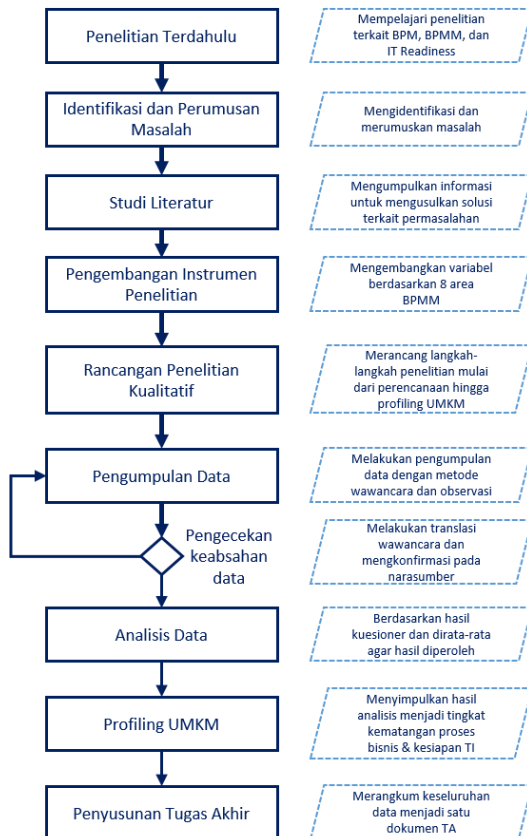 Penelitian Terdahulu
Mempelajari penelitian
terkait BPM, BPMM, dan
IT Readiness
Identifikasi dan Perumusan
Masalah
Mengidentifikasi dan
merumuskan masalah
Studi Literatur
Mengumpulkan informasi
untuk mengusulkan solusi
terkait permasalahan
Pengembangan Instrumen
Penelitian
Mengembangkan variabel
berdasarkan 8 area
BPMM
Rancangan Penelitian
Kualitatif
Merancang langkah-
langkah penelitian mulai
dari perencanaan hingga
profiling UMKM
Pengumpulan Data
Melakukan pengumpulan
data dengan metode
wawancara dan observasi
Pengecekan
keabsahan
data
Melakukan translasi
wawancara dan
mengkonfirmasi pada
narasumber
Analisis Data
Berdasarkan hasil
kuesioner dan dirata-rata
agar hasil diperoleh
Profiling UMKM
Menyimpulkan hasil
analisis menjadi tingkat
kematangan proses
bisnis & kesiapan TI
Penyusunan Tugas Akhir
Merangkum keseluruhan
data menjadi satu
dokumen TA